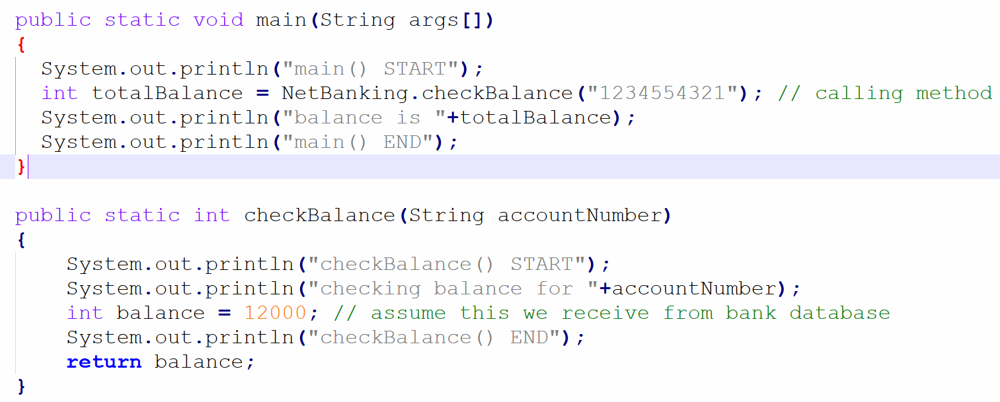 public static void main(String args[])
{
System.out.println("main() START");
int totalBalance = NetBanking.checkBalance("1234554321"); // calling method
System.out.println("balance is "+totalBalance);
System.out.println("main() END");
}
public static int checkBalance(String accountNumber)
{
System.out.println("checkBalance() START");
System.out.println("checking balance for "+accountNumber);
int balance = 12000; // assume this we receive from bank database
System.out.println("checkBalance() END");
return balance;
}